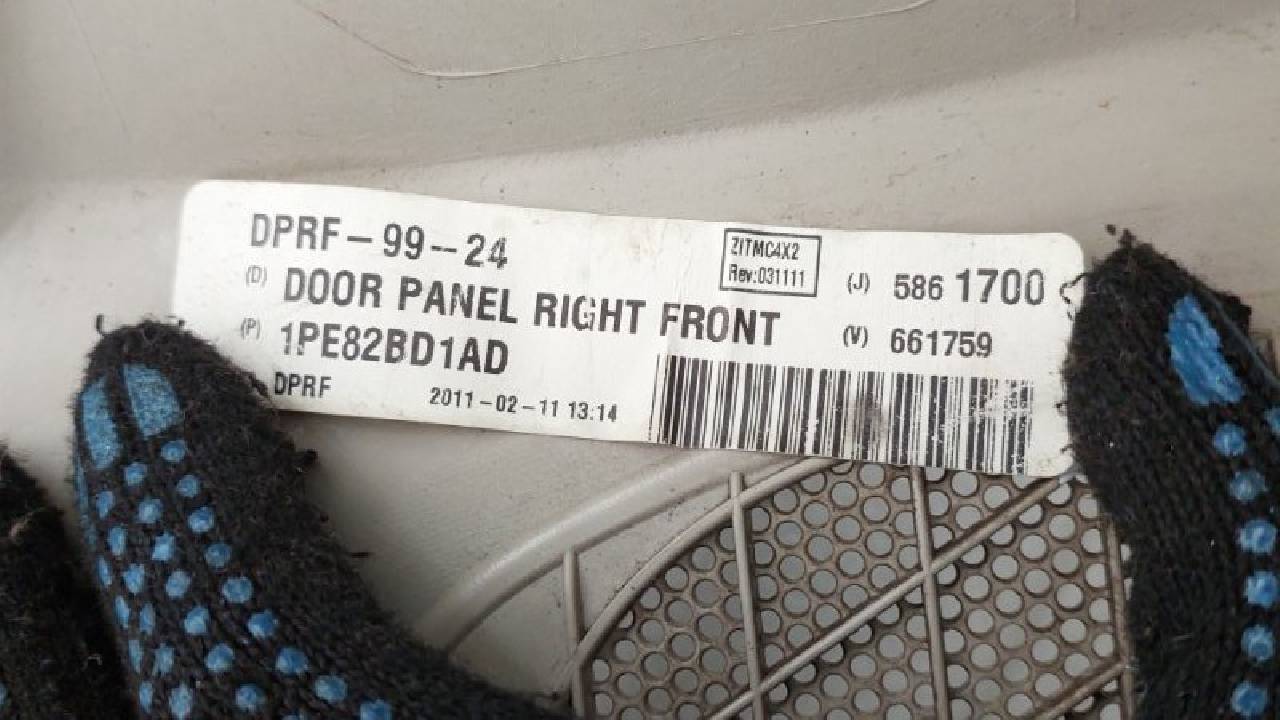 DPRF-99-24
(D) DOOR PANEL RIGHT FRONT
(P) 1PE82BD1AD
DPRF 2011-02-11 13:14
ZITMC4X2
Rev:031111
(J) 586 1700
(V) 661759